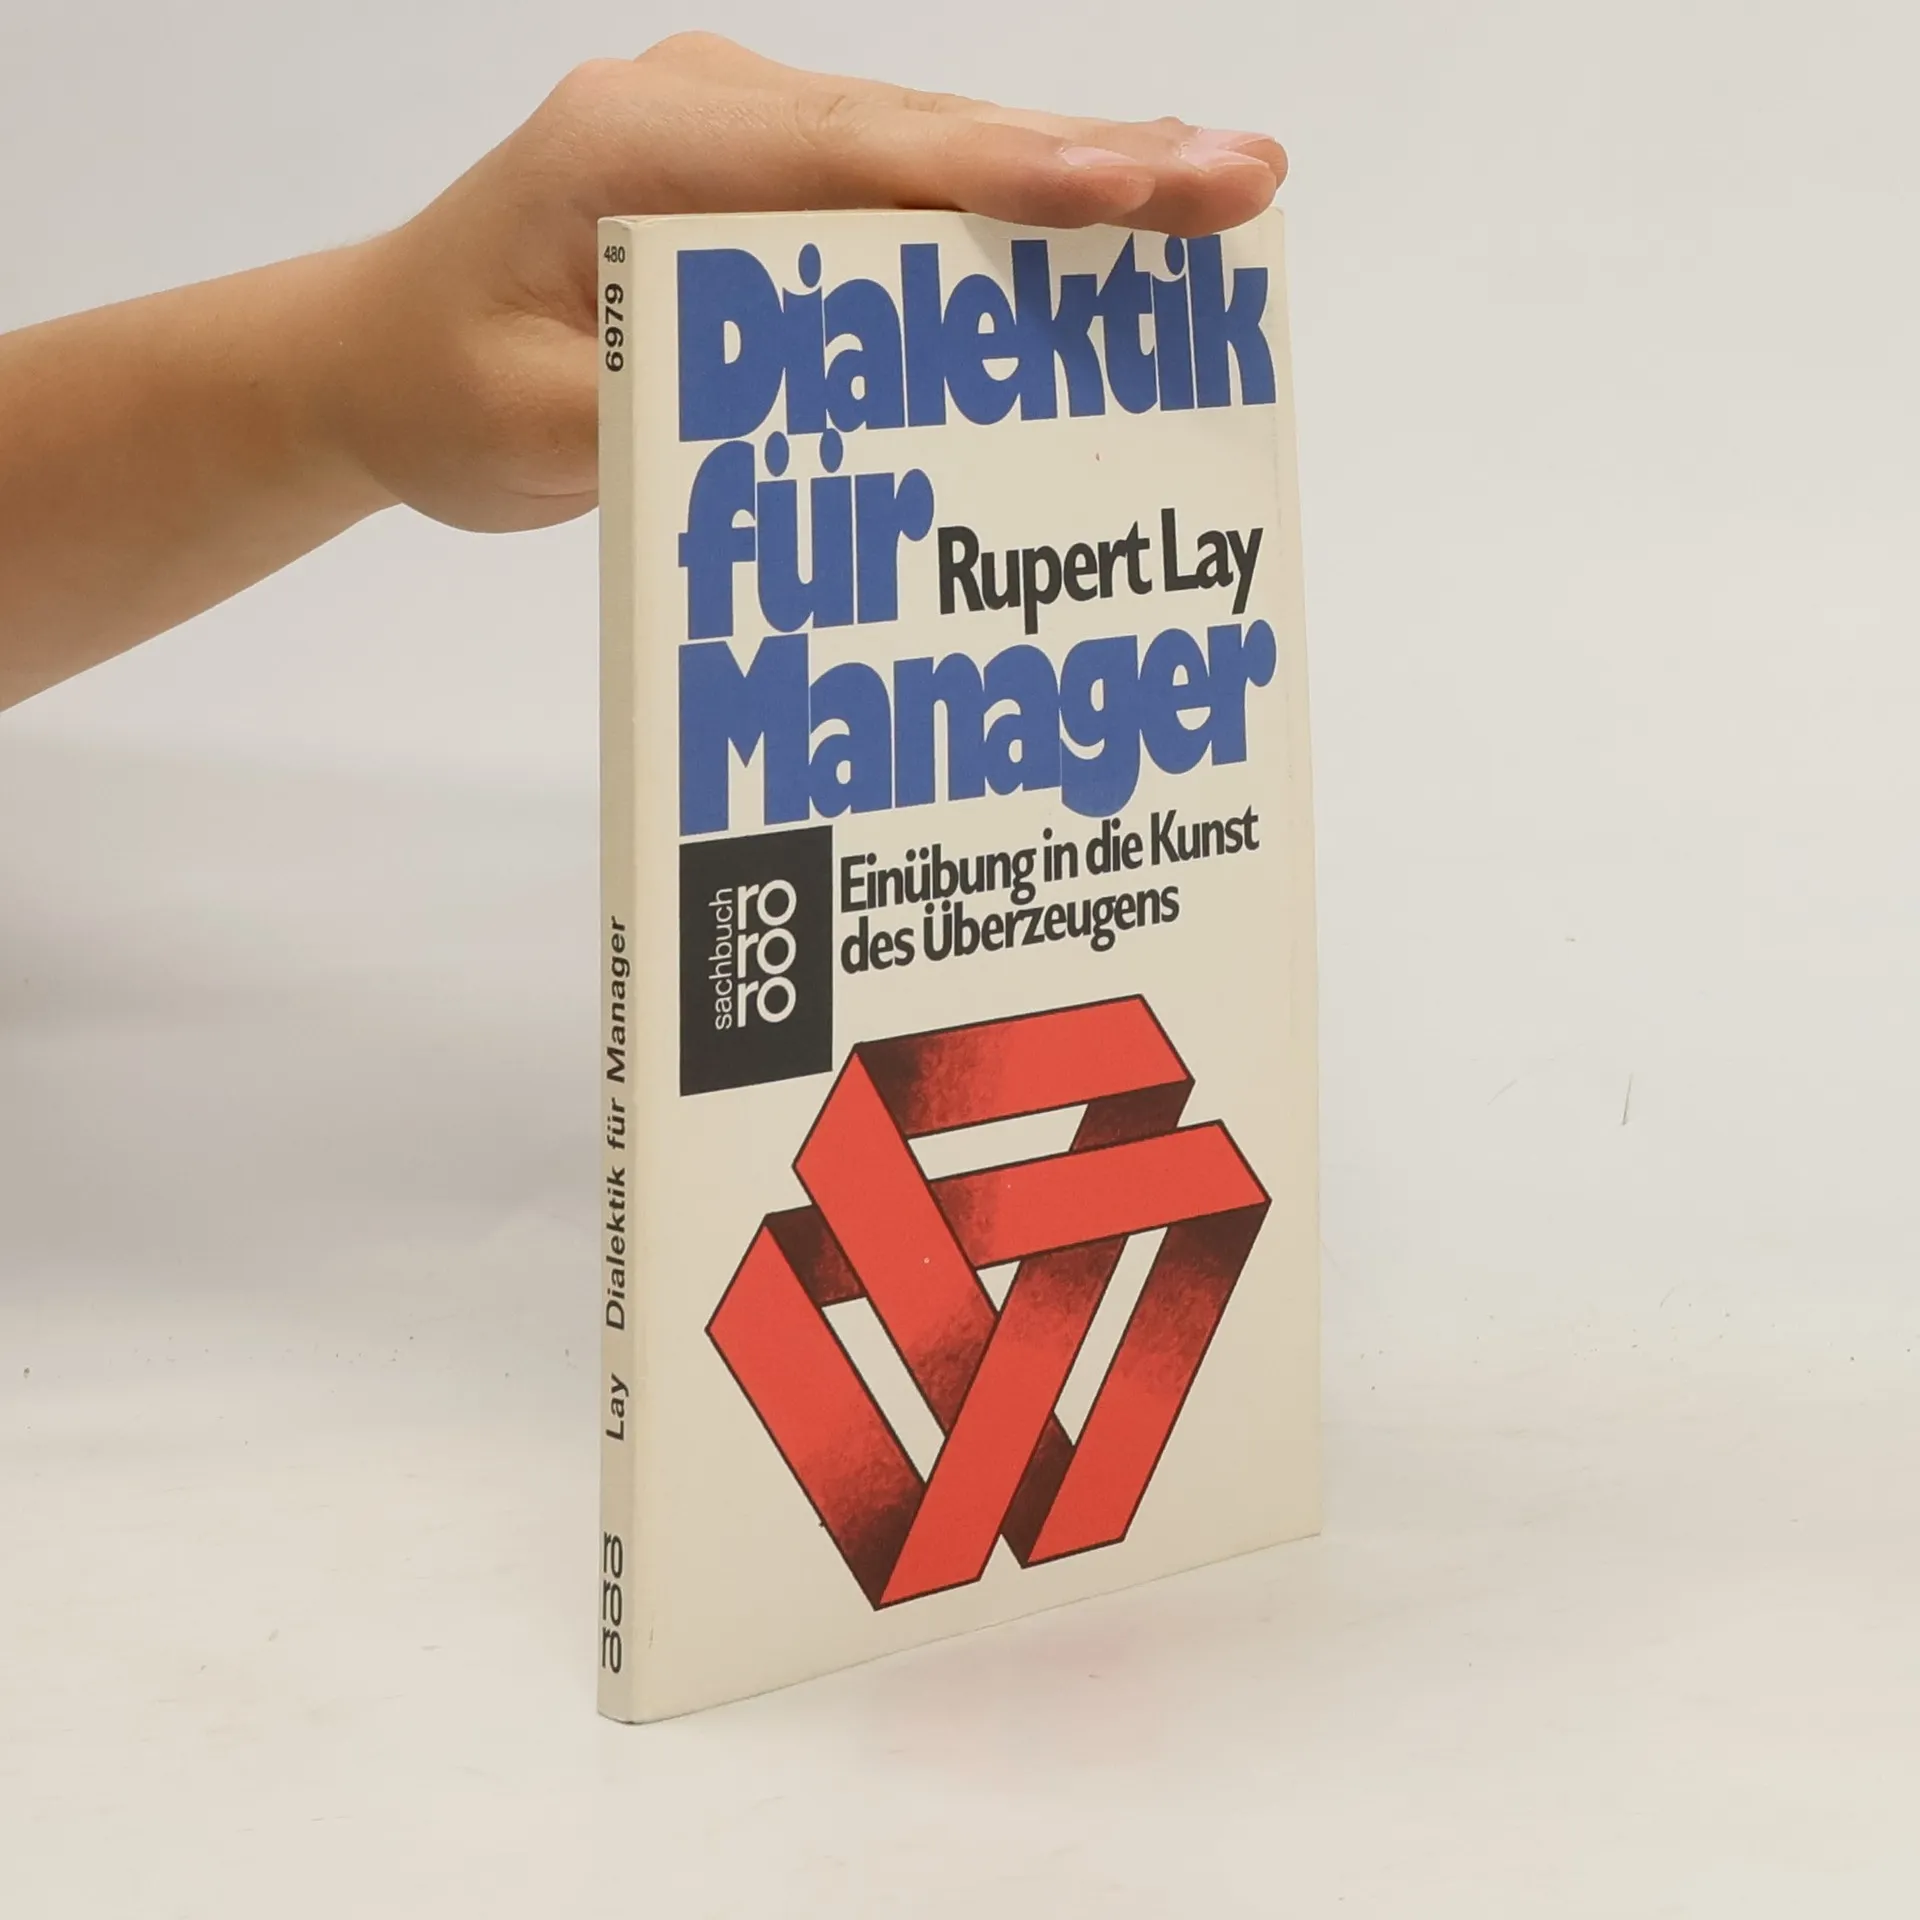 Dialektik
für
Rupert Lay
Manager
sachbuch
ro
ro
ro
Einübung in die Kunst
des Überzeugens
480
6979
Lay Dialektik für Manager
ro
ro
ro